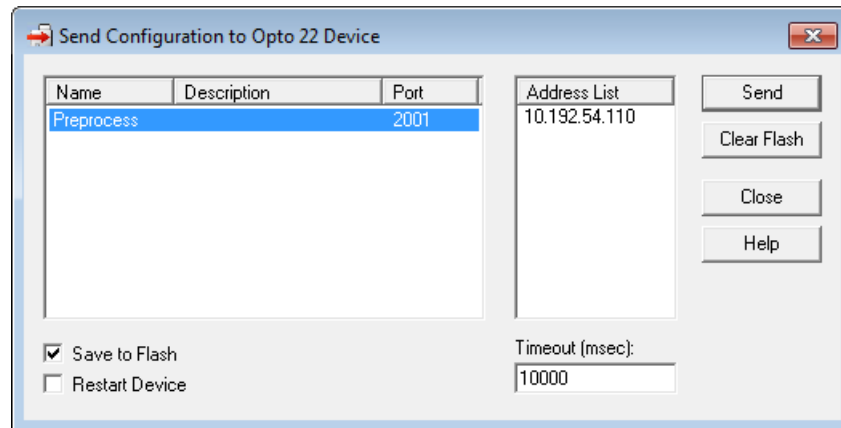 Send Configuration to Opto 22 Device
Name Description Port
Preprocess 2001
Address List
10.192.54.110
Send
Clear Flash
Close
Help
Save to Flash
Restart Device
Timeout (msec):
10000